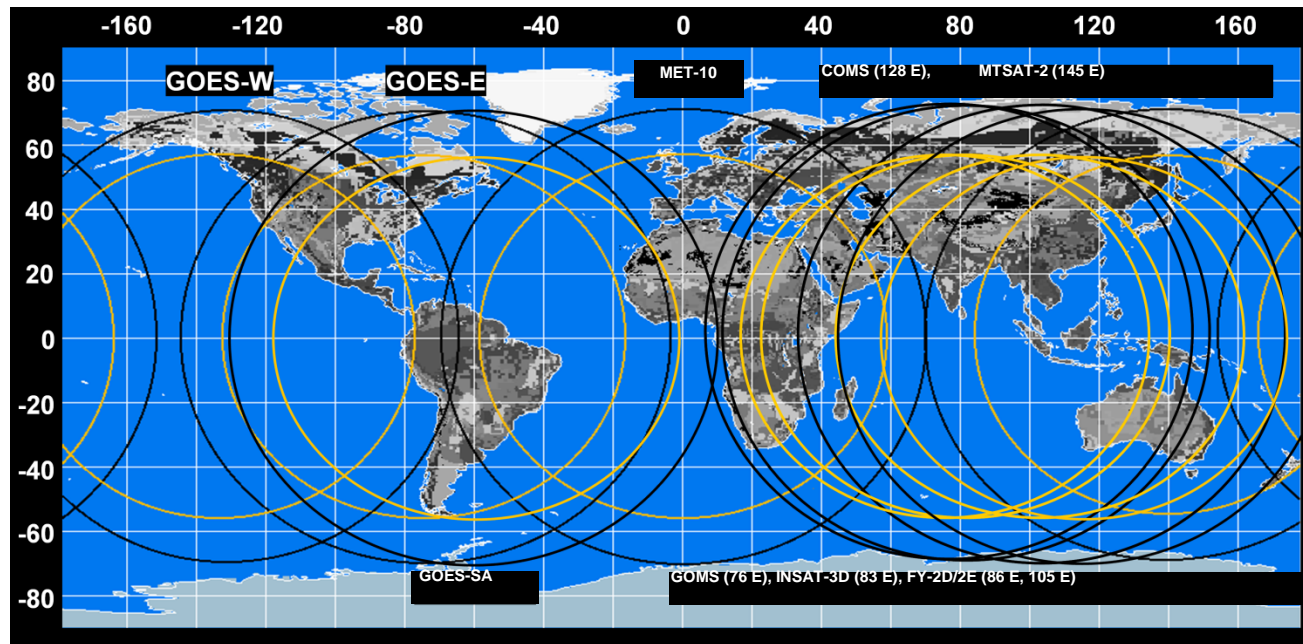 -160 -120 -80 -40 0 40 80 120 160
80 GOES-W GOES-E MET-10 COMS (128 E), MTSAT-2 (145 E)
60
40
20
0
-20
-40
-60
GOES-SA GOMS (76 E), INSAT-3D (83 E), FY-2D/2E (86 E, 105 E)
-80